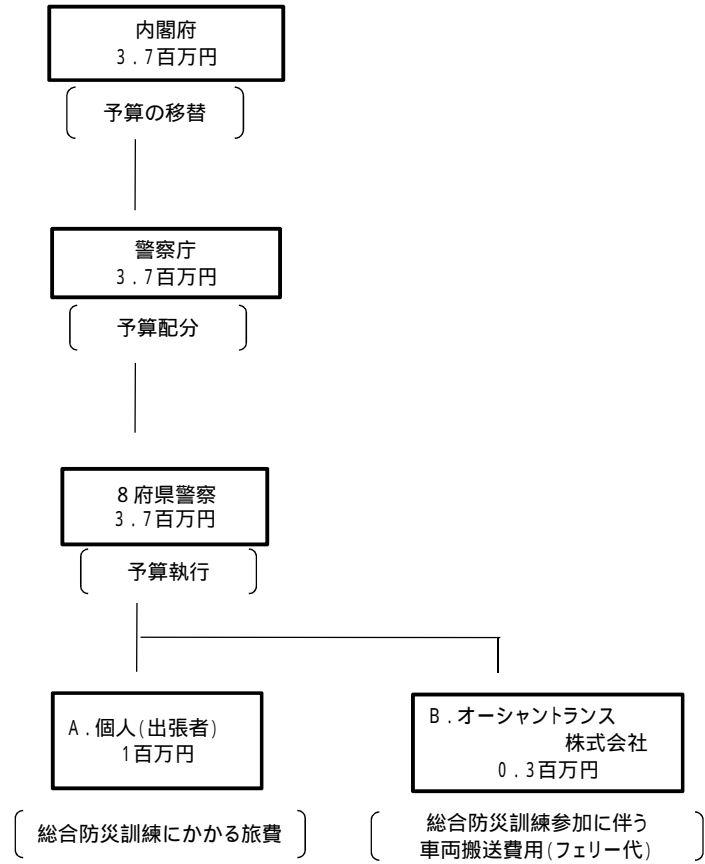 内閣府
3.7百万円
予算の移替
警察庁
3.7百万円
予算配分
8府県警察
3.7百万円
予算執行
A.個人(出張者)
1百万円
総合防災訓練にかかる旅費
B.オーシャントランス
株式会社
0.3百万円
総合防災訓練参加に伴う
車両搬送費用(フェリー代)